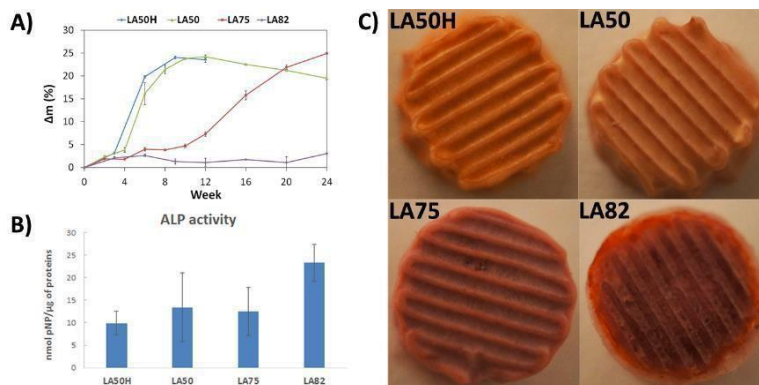 A)
LA50H LA50 LA75 LA82
30
25
20
15
10
5
0
Δm (%)
0 4 8 12 16 20 24
Week
B)
ALP activity
30
25
20
15
10
5
0
nmol pNP/µg of proteins
LA50H LA50 LA75 LA82
C)
LA50H LA50
LA75 LA82